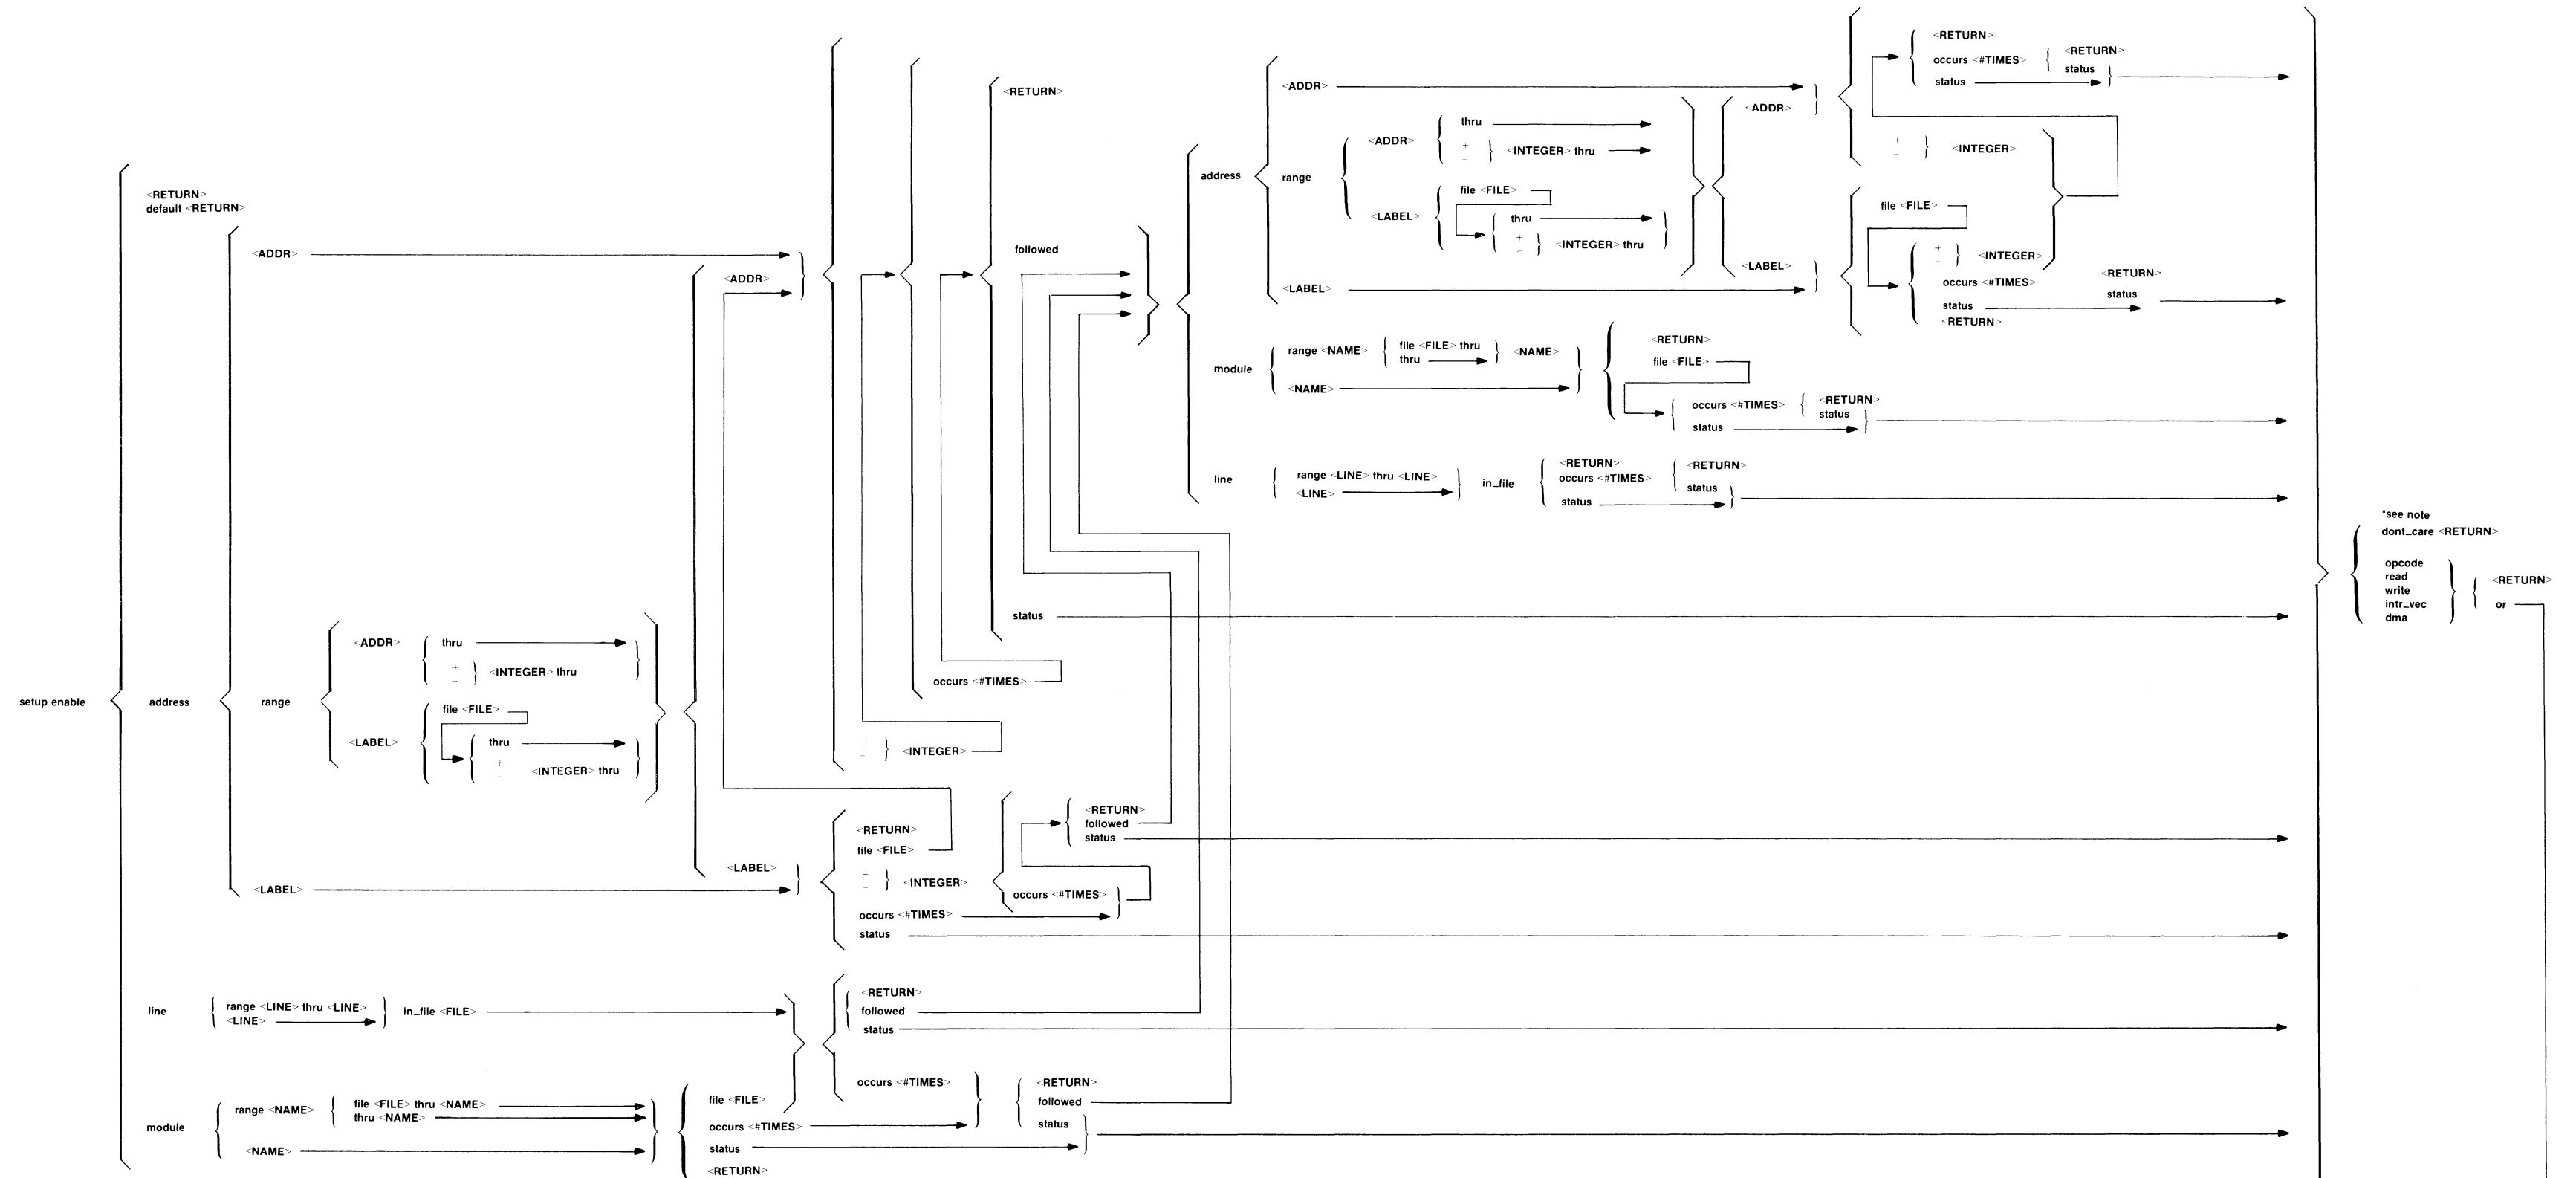 setup enable
<RETURN>
default <RETURN>
address
<ADDR>
range
<ADDR>
thru
+
-
<INTEGER> thru
<LABEL>
file <FILE>
thru
+
-
<INTEGER> thru
<LABEL>
<ADDR>
<LABEL>
<RETURN>
followed
status
occurs <#TIMES>
+
-
<INTEGER>
<RETURN>
file <FILE>
+
-
<INTEGER>
occurs <#TIMES>
status
occurs <#TIMES>
<RETURN>
followed
status
line
range <LINE> thru <LINE>
<LINE>
in_file <FILE>
<RETURN>
followed
status
occurs <#TIMES>
module
range <NAME>
file <FILE> thru <NAME>
thru <NAME>
<NAME>
file <FILE>
occurs <#TIMES>
status
<RETURN>
<RETURN>
followed
status
address
<ADDR>
range
<ADDR>
thru
+
-
<INTEGER> thru
<LABEL>
file <FILE>
thru
+
-
<INTEGER> thru
<LABEL>
<ADDR>
<LABEL>
<RETURN>
occurs <#TIMES>
status
<RETURN>
status
+
-
<INTEGER>
file <FILE>
+
-
<INTEGER>
occurs <#TIMES>
status
<RETURN>
<RETURN>
status
module
range <NAME>
file <FILE> thru
thru
<NAME>
<NAME>
<RETURN>
file <FILE>
occurs <#TIMES>
status
<RETURN>
status
line
range <LINE> thru <LINE>
<LINE>
in_file
<RETURN>
occurs <#TIMES>
status
<RETURN>
status
*see note
dont_care <RETURN>
opcode
read
write
intr_vec
dma
<RETURN>
or